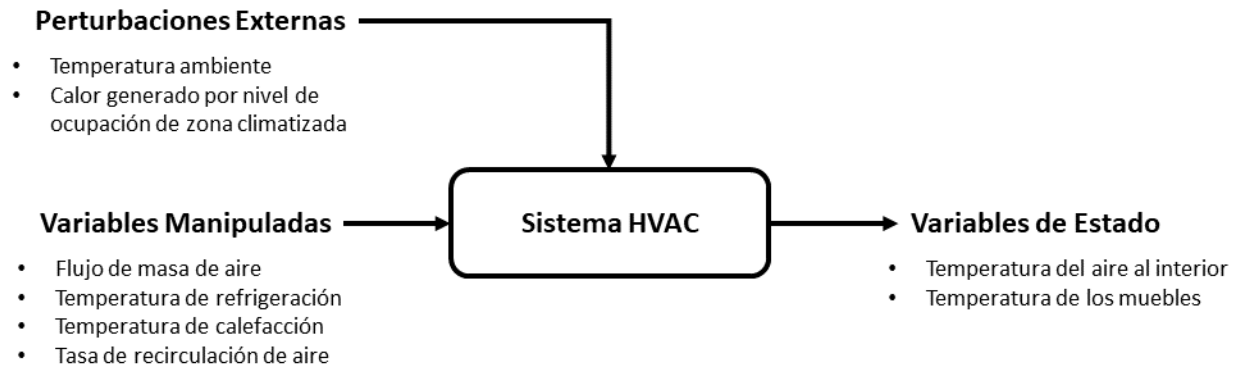 Perturbaciones Externas
• Temperatura ambiente
• Calor generado por nivel de
ocupación de zona climatizada
Variables Manipuladas
• Flujo de masa de aire
• Temperatura de refrigeración
• Temperatura de calefacción
• Tasa de recirculación de aire
Sistema HVAC
Variables de Estado
• Temperatura del aire al interior
• Temperatura de los muebles